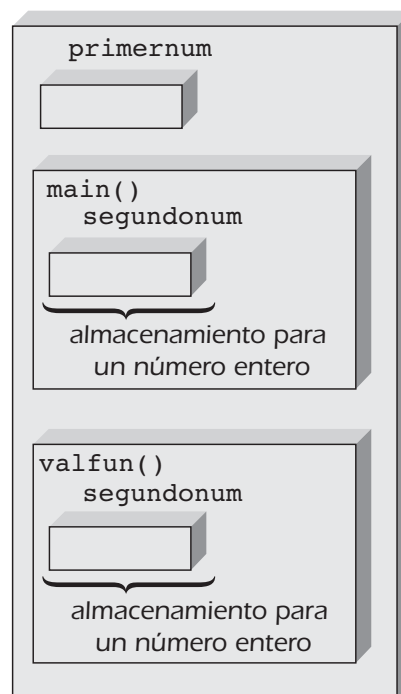 primernum
main()
segundonum
almacenamiento para
un número entero
valfun()
segundonum
almacenamiento para
un número entero